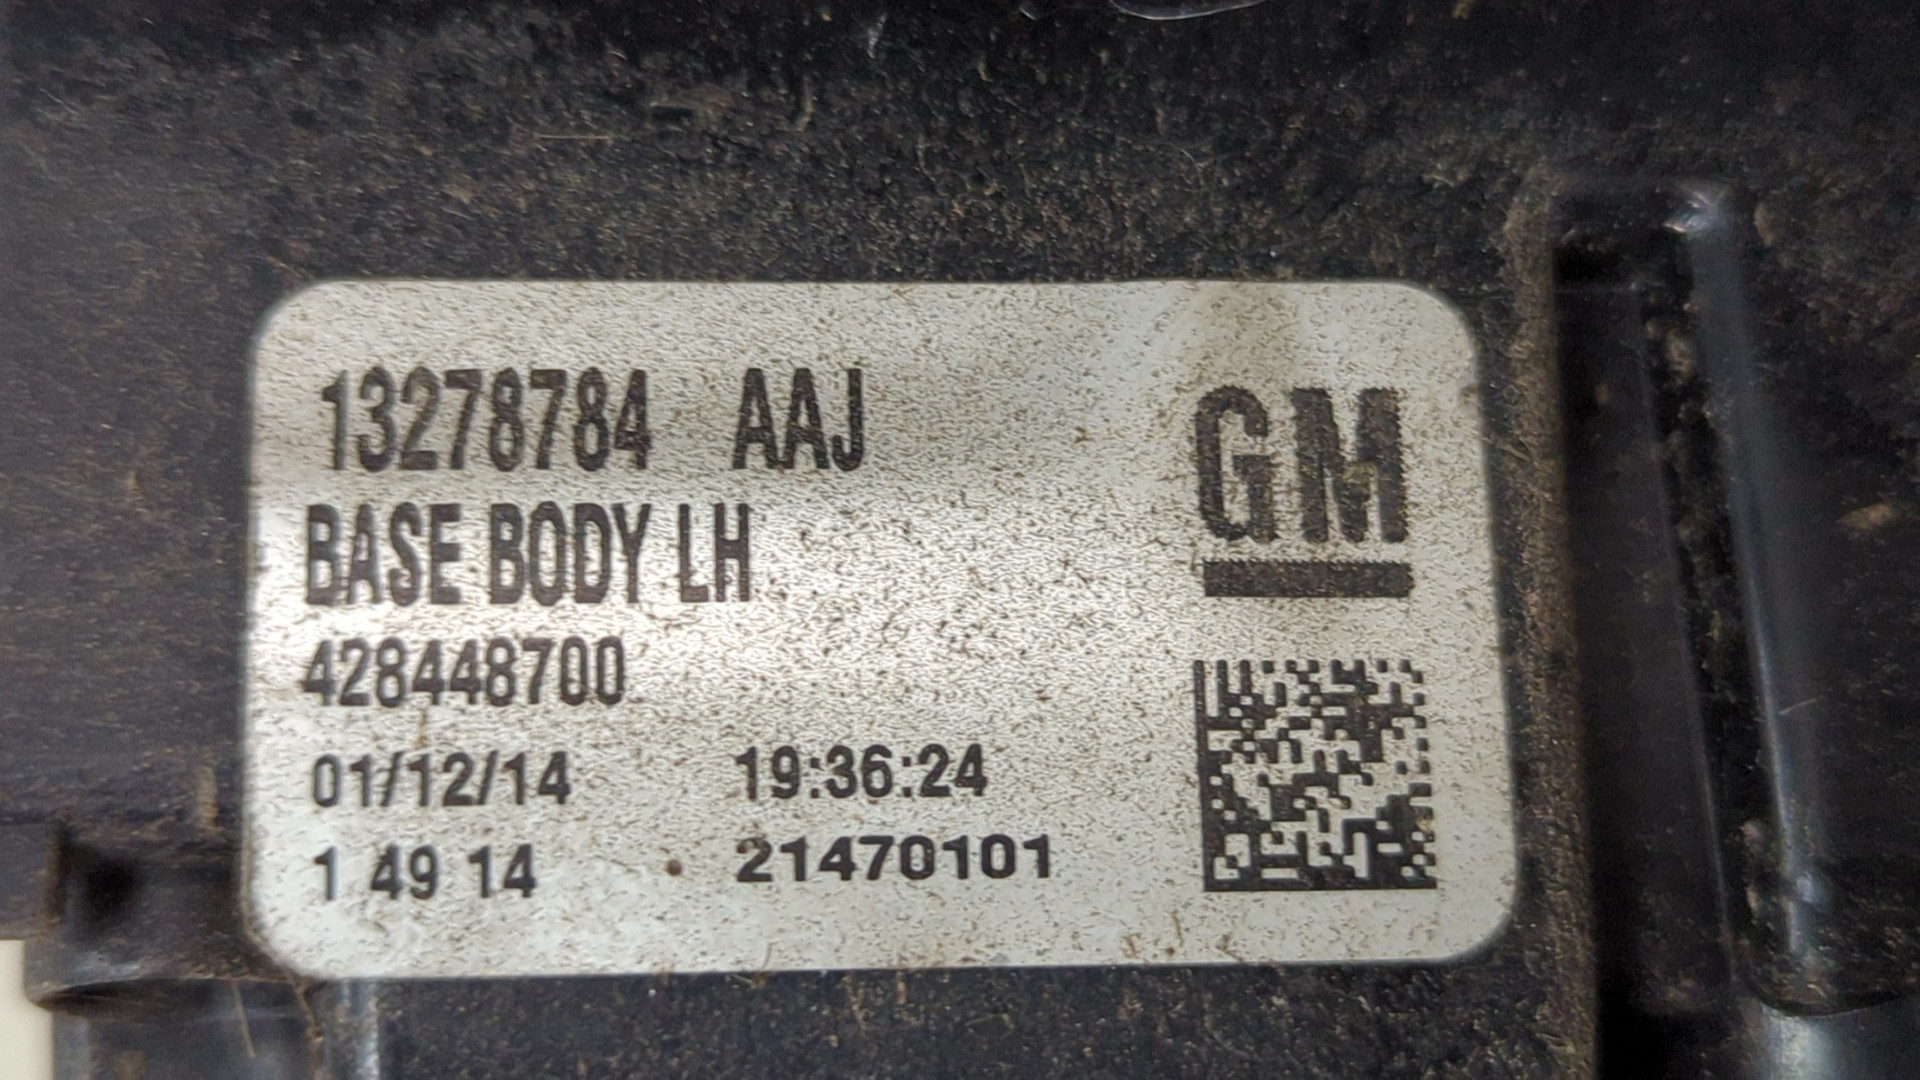 13278784 AAJ
GM
BASE BODY LH
428448700
01/12/14 19:36:24
1 49 14 21470101